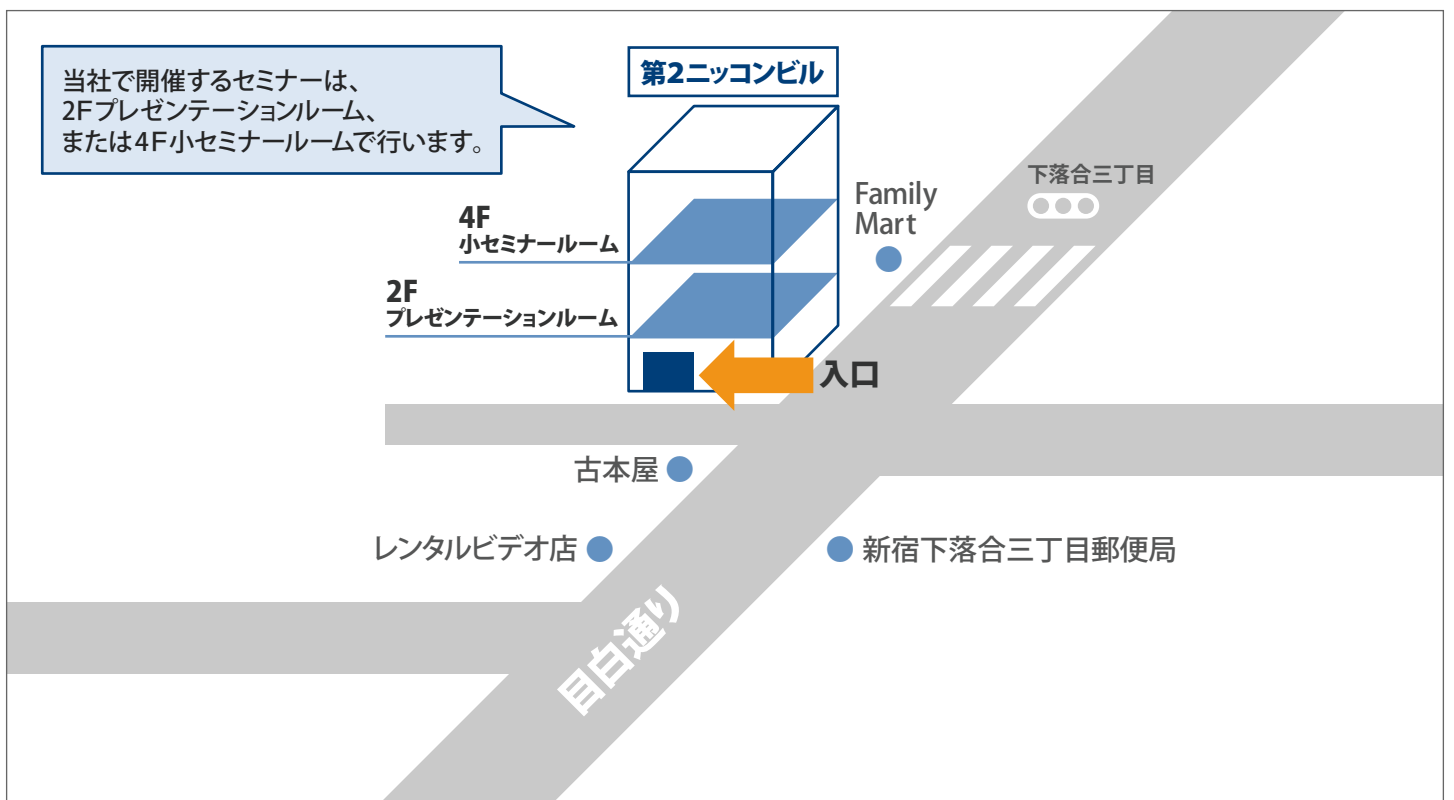 当社で開催するセミナーは、
2Fプレゼンテーションルーム、
または4F小セミナールームで行います。
第2ニッコンビル
下落合三丁目
Family
Mart
4F
小セミナールーム
2F
プレゼンテーションルーム
入口
古本屋
レンタルビデオ店
新宿下落合三丁目郵便局
目白通り